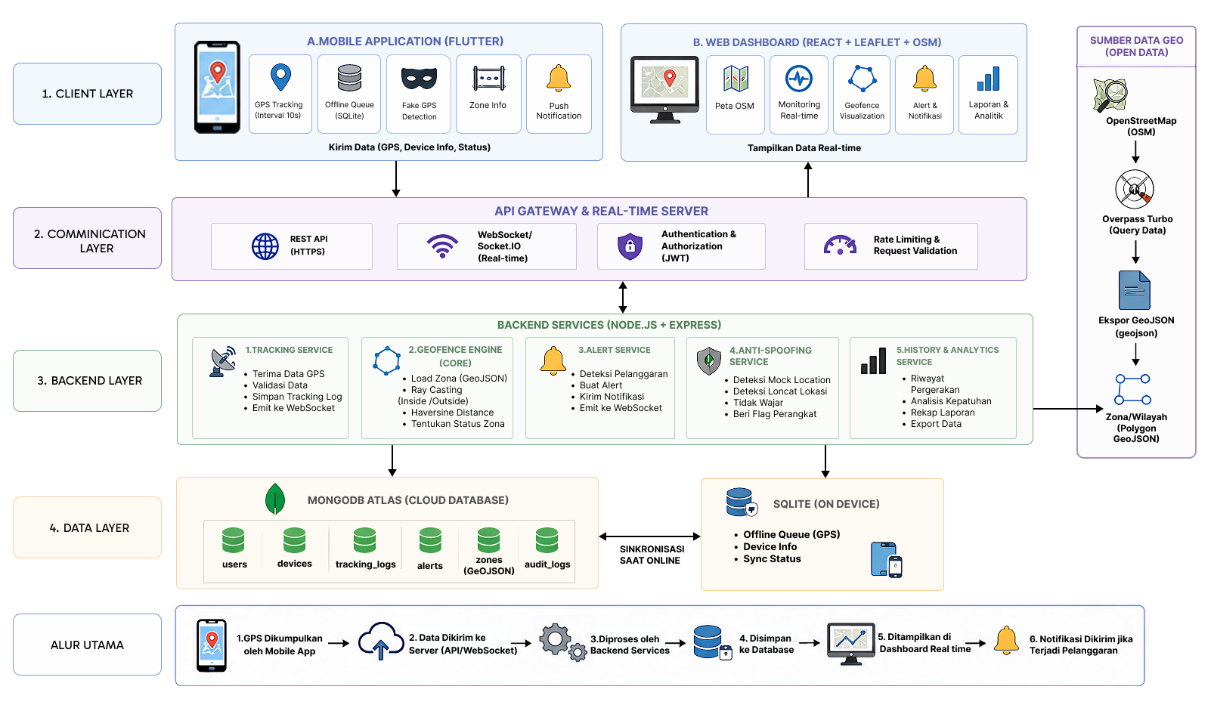 1. CLIENT LAYER
A.MOBILE APPLICATION (FLUTTER)
GPS Tracking
(Interval 10s)
Offline Queue
(SQLite)
Fake GPS
Detection
Zone Info
Push
Notification
Kirim Data (GPS, Device Info, Status)
B. WEB DASHBOARD (REACT + LEAFLET + OSM)
Peta OSM
Monitoring
Real-time
Geofence
Visualization
Alert &
Notifikasi
Laporan &
Analitik
Tampilkan Data Real-time
SUMBER DATA GEO
(OPEN DATA)
OpenStreetMap
(OSM)
Overpass Turbo
(Query Data)
Ekspor GeoJSON
(geojson)
Zona/Wilayah
(Polygon
GeoJSON)
2. COMMINICATION
LAYER
API GATEWAY & REAL-TIME SERVER
REST API
(HTTPS)
WebSocket/
Socket.IO
(Real-time)
Authentication &
Authorization
(JWT)
Rate Limiting &
Request Validation
3. BACKEND LAYER
BACKEND SERVICES (NODE.JS + EXPRESS)
1.TRACKING SERVICE
• Terima Data GPS
• Validasi Data
• Simpan Tracking Log
• Emit ke WebSocket
2.GEOFENCE ENGINE
(CORE)
• Load Zona (GeoJSON)
• Ray Casting
(Inside /Outside)
• Haversine Distance
• Tentukan Status Zona
3.ALERT SERVICE
• Deteksi Pelanggaran
• Buat Alert
• Kirim Notifikasi
• Emit ke WebSocket
4.ANTI-SPOOFING
SERVICE
• Deteksi Mock Location
• Deteksi Loncat Lokasi
• Tidak Wajar
• Beri Flag Perangkat
5.HISTORY & ANALYTICS
SERVICE
• Riwayat
Pergerakan
• Analisis Kepatuhan
• Rekap Laporan
• Export Data
4. DATA LAYER
MONGODB ATLAS (CLOUD DATABASE)
users
devices
tracking_logs
alerts
zones
(GeOJSON)
audit_logs
SINKRONISASI
SAAT ONLINE
SQLITE (ON DEVICE)
• Offline Queue (GPS)
• Device Info
• Sync Status
ALUR UTAMA
1.GPS Dikumpulkan
oleh Mobile App
2. Data Dikirim ke
Server (API/WebSocket)
3.Diproses oleh
Backend Services
4. Disimpan
ke Database
5. Ditampilkan di
Dashboard Real time
6. Notifikasi Dikirim jika
Terjadi Pelanggaran